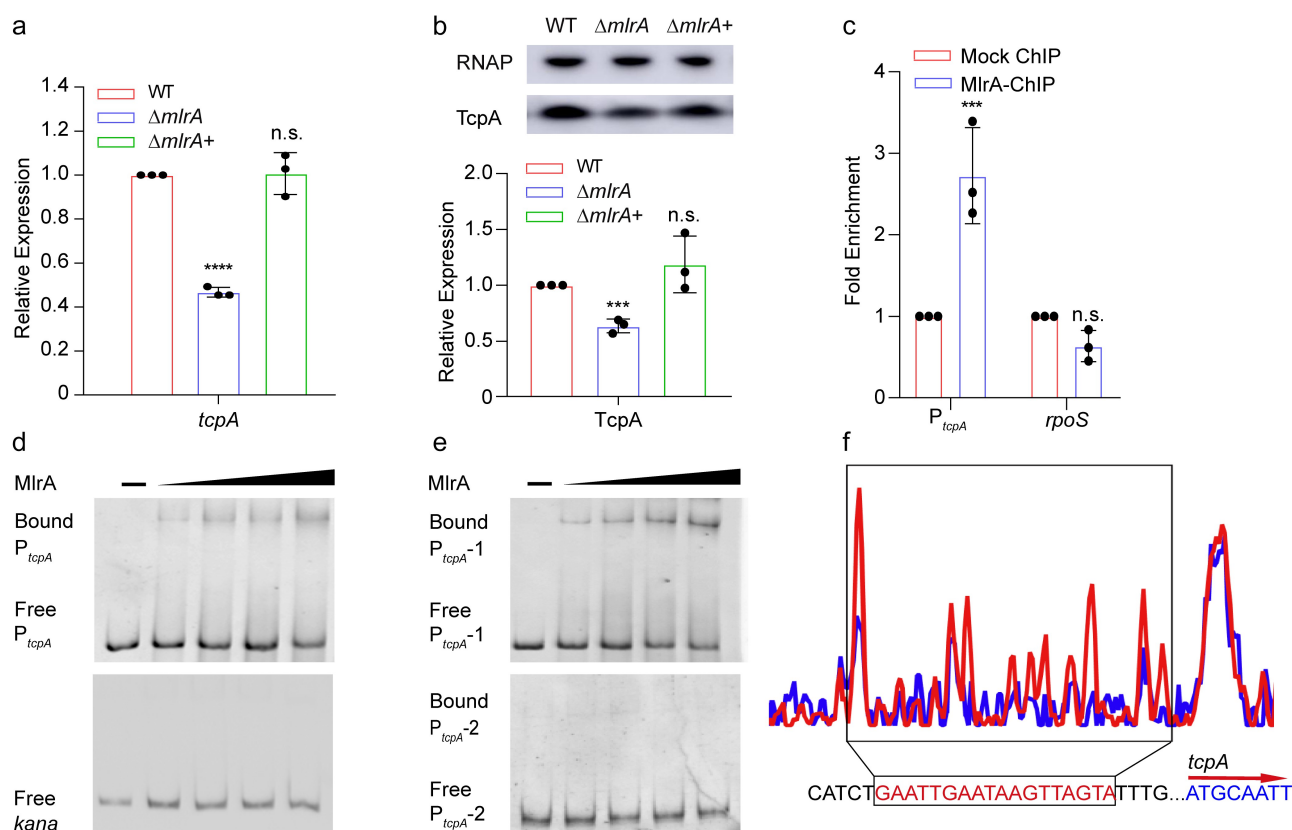 a
1.4
1.2
1.0
0.8
0.6
0.4
0.2
0
Relative Expression
WT
ΔmlrA
ΔmlrA+
****
n.s.
tcpA
b
WT ΔmlrA ΔmlrA+
RNAP
TcpA
2.0
1.5
1.0
0.5
0
Relative Expression
WT
ΔmlrA
ΔmlrA+
***
n.s.
TcpA
c
Mock ChIP
MlrA-ChIP
4
3
2
1
0
Fold Enrichment
***
n.s.
PtcpA rpoS
d
MlrA
Bound
PtcpA
Free
PtcpA
Free
kana
e
MlrA
Bound
PtcpA-1
Free
PtcpA-1
Bound
PtcpA-2
Free
PtcpA-2
f
tcpA
CATCTGAATTGAATAAGTTAGTATTTG...ATGCAATT